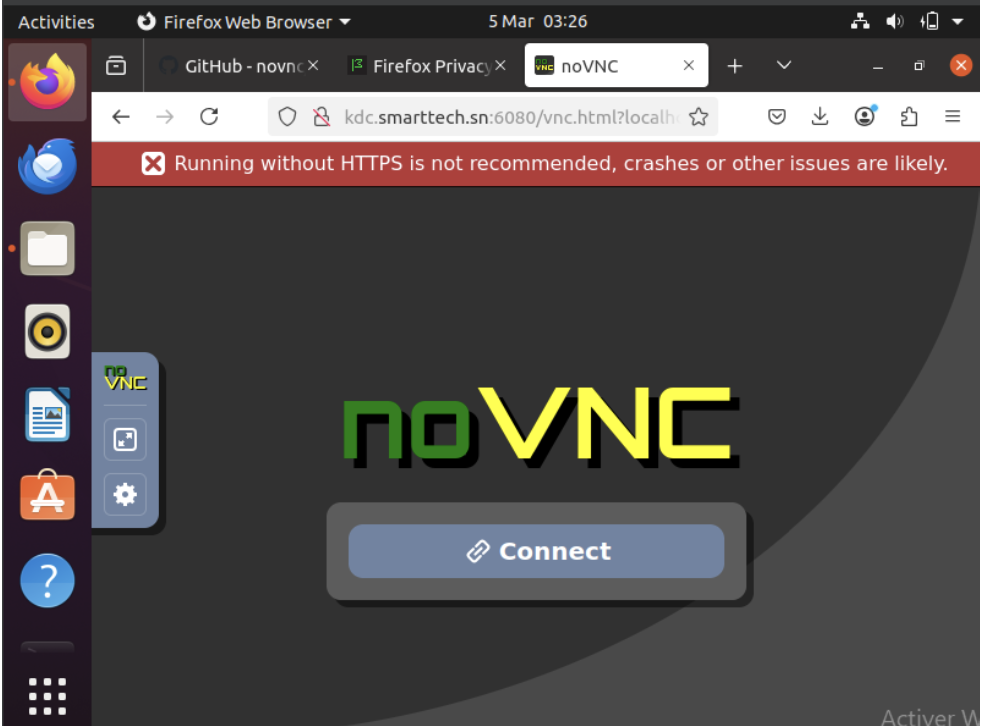 Activities Firefox Web Browser 5 Mar 03:26
GitHub - novnc Firefox Privacy noVNC
kdc.smarttech.sn:6080/vnc.html?localh
Running without HTTPS is not recommended, crashes or other issues are likely.
noVNC
noVNC
Connect
Activer W